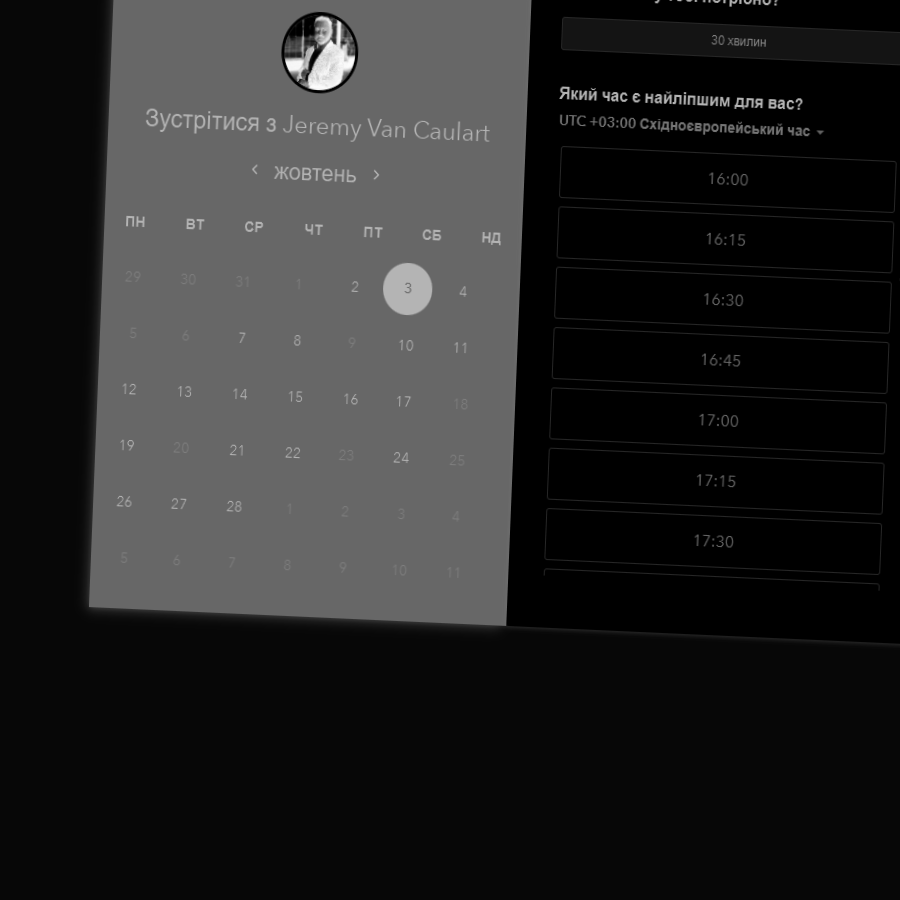 30 хвилин
Зустрітися з Jeremy Van Caulart
жовтень
ПН ВТ СР ЧТ ПТ СБ НД
29 30 31 1 2 3 4
5 6 7 8 9 10 11
12 13 14 15 16 17 18
19 20 21 22 23 24 25
26 27 28 1 2 3 4
5 6 7 8 9 10 11
Який час є найліпшим для вас?
UTC +03:00 Східноєвропейський час
16:00
16:15
16:30
16:45
17:00
17:15
17:30